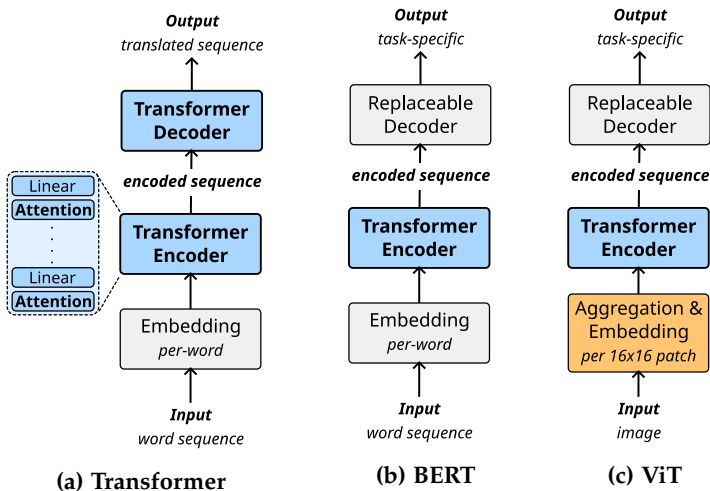 Output
translated sequence
Transformer
Decoder
encoded sequence
Linear
Attention
Linear
Attention
Transformer
Encoder
Embedding
per-word
Input
word sequence
(a) Transformer
Output
task-specific
Replaceable
Decoder
encoded sequence
Transformer
Encoder
Embedding
per-word
Input
word sequence
(b) BERT
Output
task-specific
Replaceable
Decoder
encoded sequence
Transformer
Encoder
Aggregation &
Embedding
per 16x16 patch
Input
image
(c) ViT